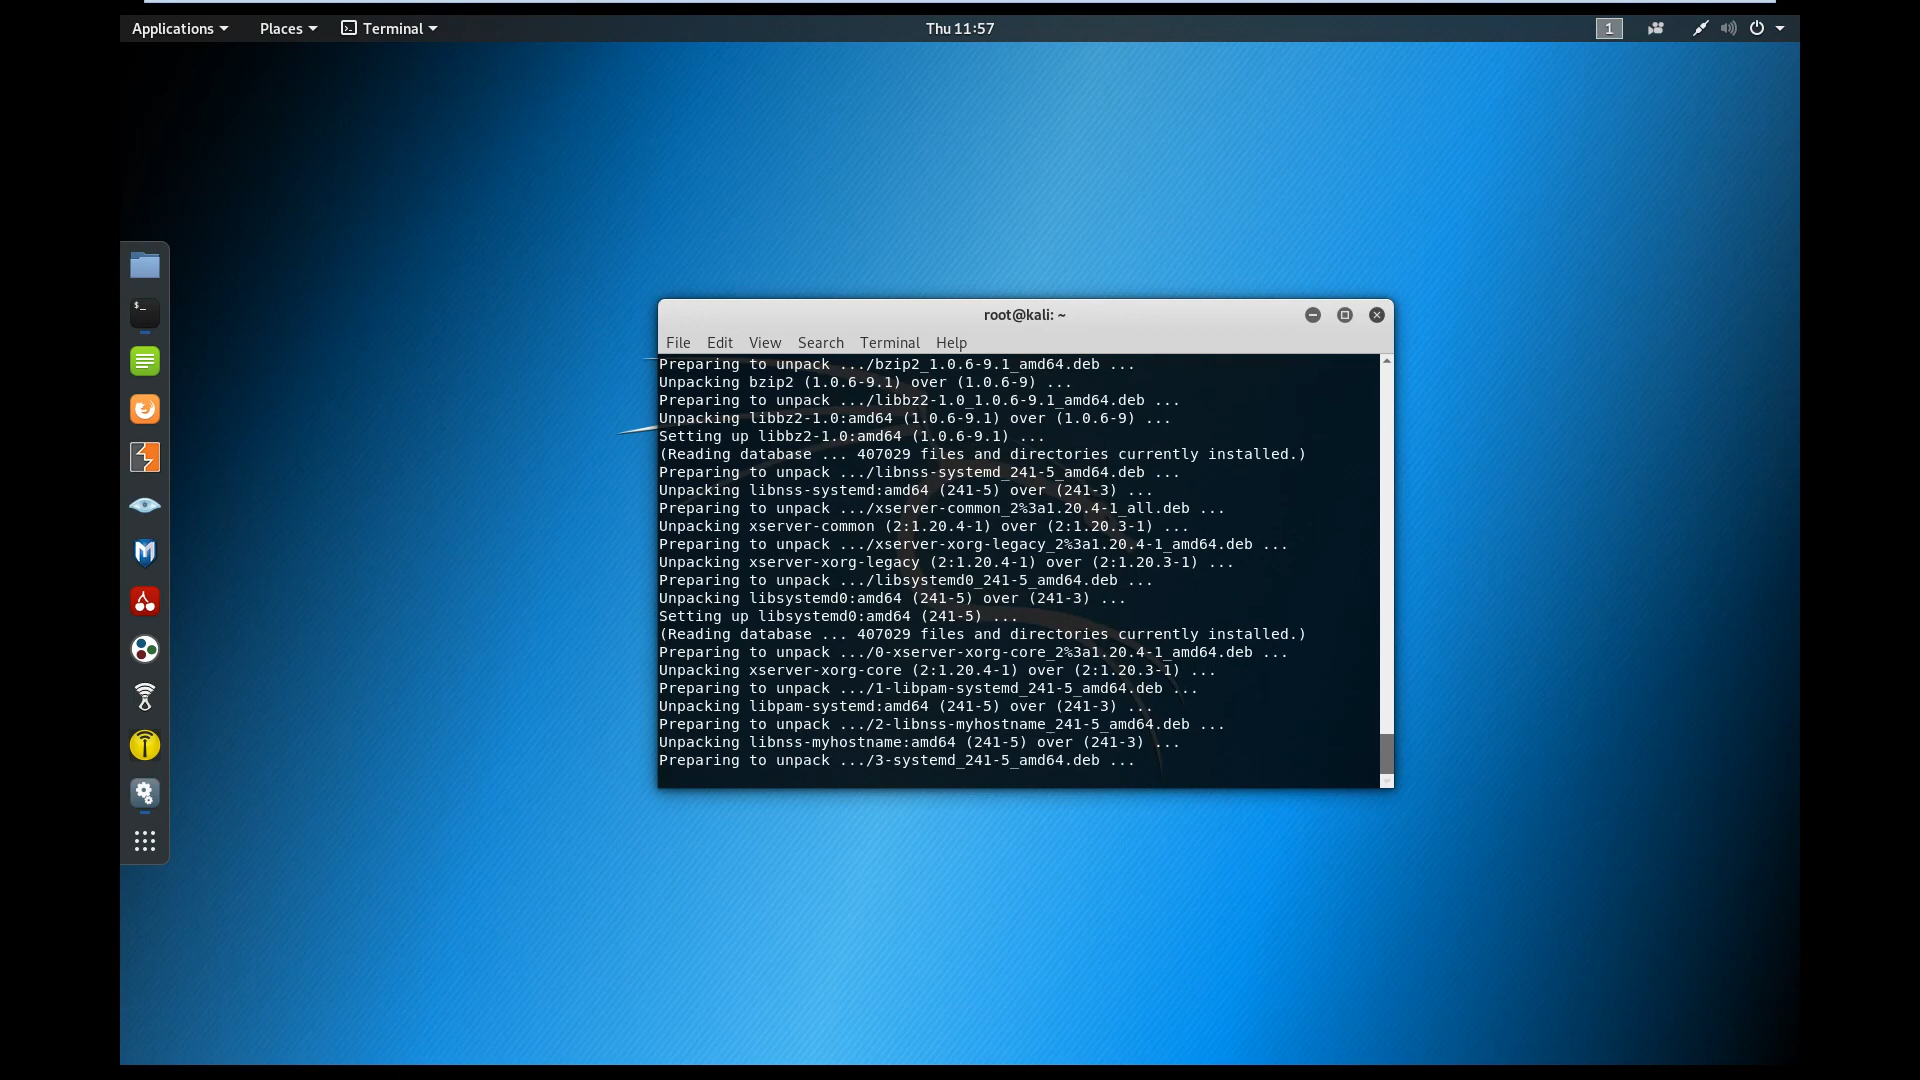 Applications Places Terminal Thu 11:57 1
root@kali: ~
File Edit View Search Terminal Help
Preparing to unpack .../bzip2_1.0.6-9.1_amd64.deb ...
Unpacking bzip2 (1.0.6-9.1) over (1.0.6-9) ...
Preparing to unpack .../libbz2-1.0_1.0.6-9.1_amd64.deb ...
Unpacking libbz2-1.0:amd64 (1.0.6-9.1) over (1.0.6-9) ...
Setting up libbz2-1.0:amd64 (1.0.6-9.1) ...
(Reading database ... 407029 files and directories currently installed.)
Preparing to unpack .../libnss-systemd_241-5_amd64.deb ...
Unpacking libnss-systemd:amd64 (241-5) over (241-3) ...
Preparing to unpack .../xserver-common_2%3a1.20.4-1_all.deb ...
Unpacking xserver-common (2:1.20.4-1) over (2:1.20.3-1) ...
Preparing to unpack .../xserver-xorg-legacy_2%3a1.20.4-1_amd64.deb ...
Unpacking xserver-xorg-legacy (2:1.20.4-1) over (2:1.20.3-1) ...
Preparing to unpack .../libsystemd0_241-5_amd64.deb ...
Unpacking libsystemd0:amd64 (241-5) over (241-3) ...
Setting up libsystemd0:amd64 (241-5) ...
(Reading database ... 407029 files and directories currently installed.)
Preparing to unpack .../0-xserver-xorg-core_2%3a1.20.4-1_amd64.deb ...
Unpacking xserver-xorg-core (2:1.20.4-1) over (2:1.20.3-1) ...
Preparing to unpack .../1-libpam-systemd_241-5_amd64.deb ...
Unpacking libpam-systemd:amd64 (241-5) over (241-3) ...
Preparing to unpack .../2-libnss-myhostname_241-5_amd64.deb ...
Unpacking libnss-myhostname:amd64 (241-5) over (241-3) ...
Preparing to unpack .../3-systemd_241-5_amd64.deb ...